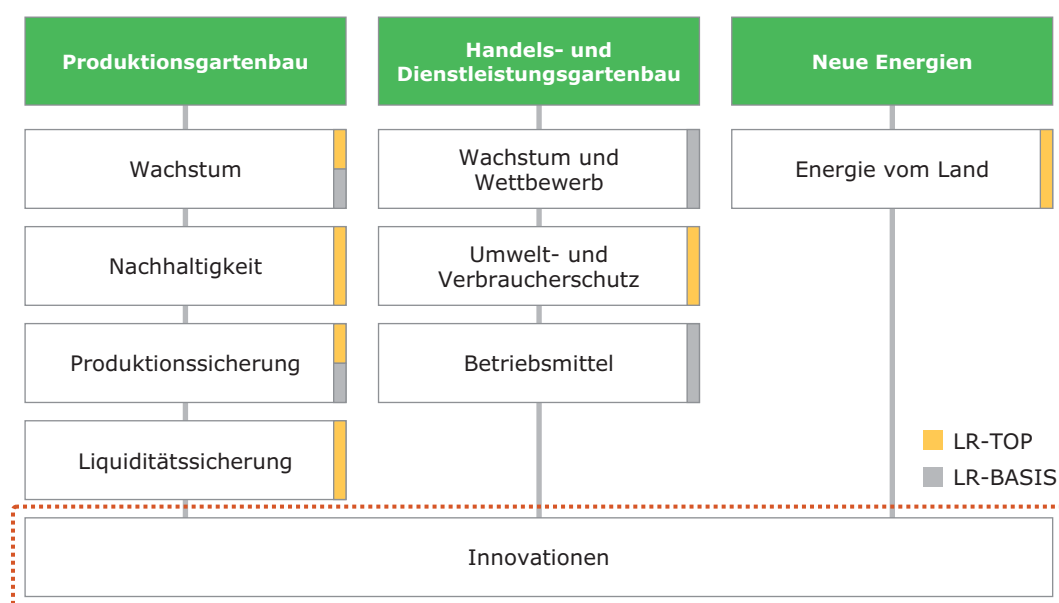 Produktionsgartenbau
Handels- und
Dienstleistungsgartenbau
Neue Energien
Wachstum
Wachstum und
Wettbewerb
Energie vom Land
Nachhaltigkeit
Umwelt- und
Verbraucherschutz
Produktionssicherung
Betriebsmittel
Liquiditätssicherung
LR-TOP
LR-BASIS
Innovationen